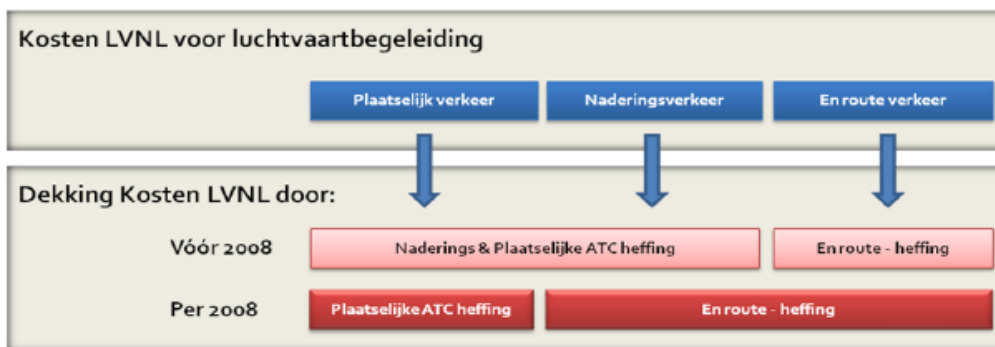 Kosten LVNL voor luchtvaartbegeleiding
Plaatselijk verkeer Naderingsverkeer En route verkeer
Dekking Kosten LVNL door:
Vóór 2008 Naderings & Plaatselijke ATC heffing En route - heffing
Per 2008 Plaatselijke ATC heffing En route - heffing